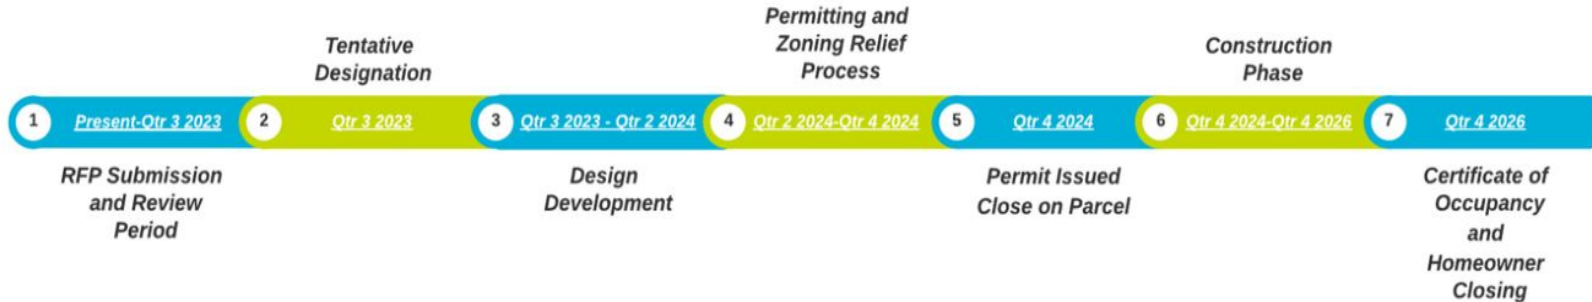 1
Present-Qtr 3 2023
RFP Submission
and Review
Period
2
Tentative
Designation
Qtr 3 2023
3
Qtr 3 2023 - Qtr 2 2024
Design
Development
4
Permitting and
Zoning Relief
Process
Qtr 2 2024-Qtr 4 2024
5
Qtr 4 2024
Permit Issued
Close on Parcel
6
Construction
Phase
Qtr 4 2024-Qtr 4 2026
7
Qtr 4 2026
Certificate of
Occupancy
and
Homeowner
Closing